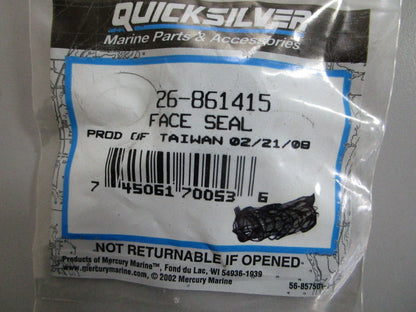 QUICKSILVER
Marine Parts & Accessories
26-861415
FACE SEAL
PROD OF TAIWAN 02/21/08
7 45061 70053 6
NOT RETURNABLE IF OPENED
Products of Mercury Marine™, Fond du Lac, WI 54936-1939
www.mercurymarine.com © 2002 Mercury Marine